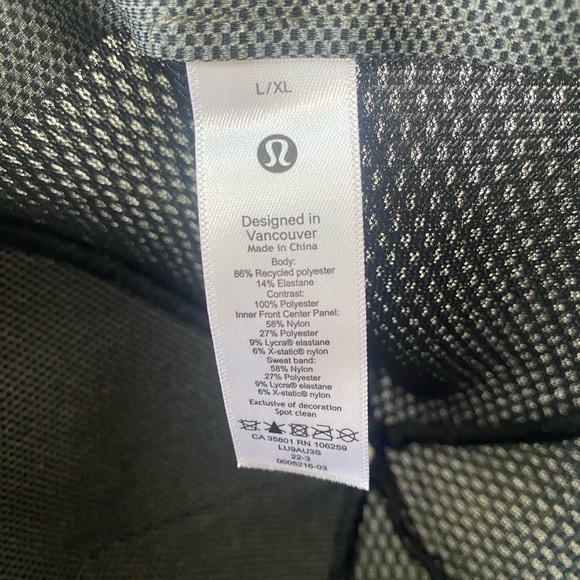 L/XL
Designed in
Vancouver
Made in China
Body:
86% Recycled polyester
14% Elastane
Contrast:
100% Polyester
Inner Front Center Panel:
58% Nylon
27% Polyester
9% Lycra® elastane
6% X-static® nylon
Sweat band:
58% Nylon
27% Polyester
9% Lycra® elastane
6% X-static® nylon
Exclusive of decoration
Spot clean
CA 35801 RN 106259
LU9AU3S
22-3
0005216-03